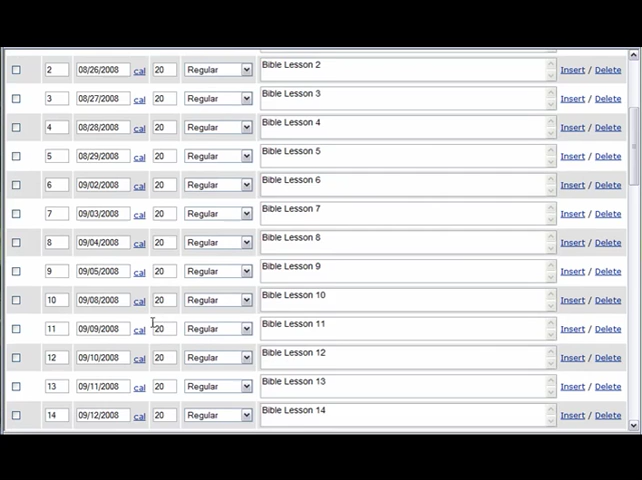 2 08/26/2008 cal 20 Regular Bible Lesson 2 Insert / Delete
3 08/27/2008 cal 20 Regular Bible Lesson 3 Insert / Delete
4 08/28/2008 cal 20 Regular Bible Lesson 4 Insert / Delete
5 08/29/2008 cal 20 Regular Bible Lesson 5 Insert / Delete
6 09/02/2008 cal 20 Regular Bible Lesson 6 Insert / Delete
7 09/03/2008 cal 20 Regular Bible Lesson 7 Insert / Delete
8 09/04/2008 cal 20 Regular Bible Lesson 8 Insert / Delete
9 09/05/2008 cal 20 Regular Bible Lesson 9 Insert / Delete
10 09/08/2008 cal 20 Regular Bible Lesson 10 Insert / Delete
11 09/09/2008 cal 20 Regular Bible Lesson 11 Insert / Delete
12 09/10/2008 cal 20 Regular Bible Lesson 12 Insert / Delete
13 09/11/2008 cal 20 Regular Bible Lesson 13 Insert / Delete
14 09/12/2008 cal 20 Regular Bible Lesson 14 Insert / Delete